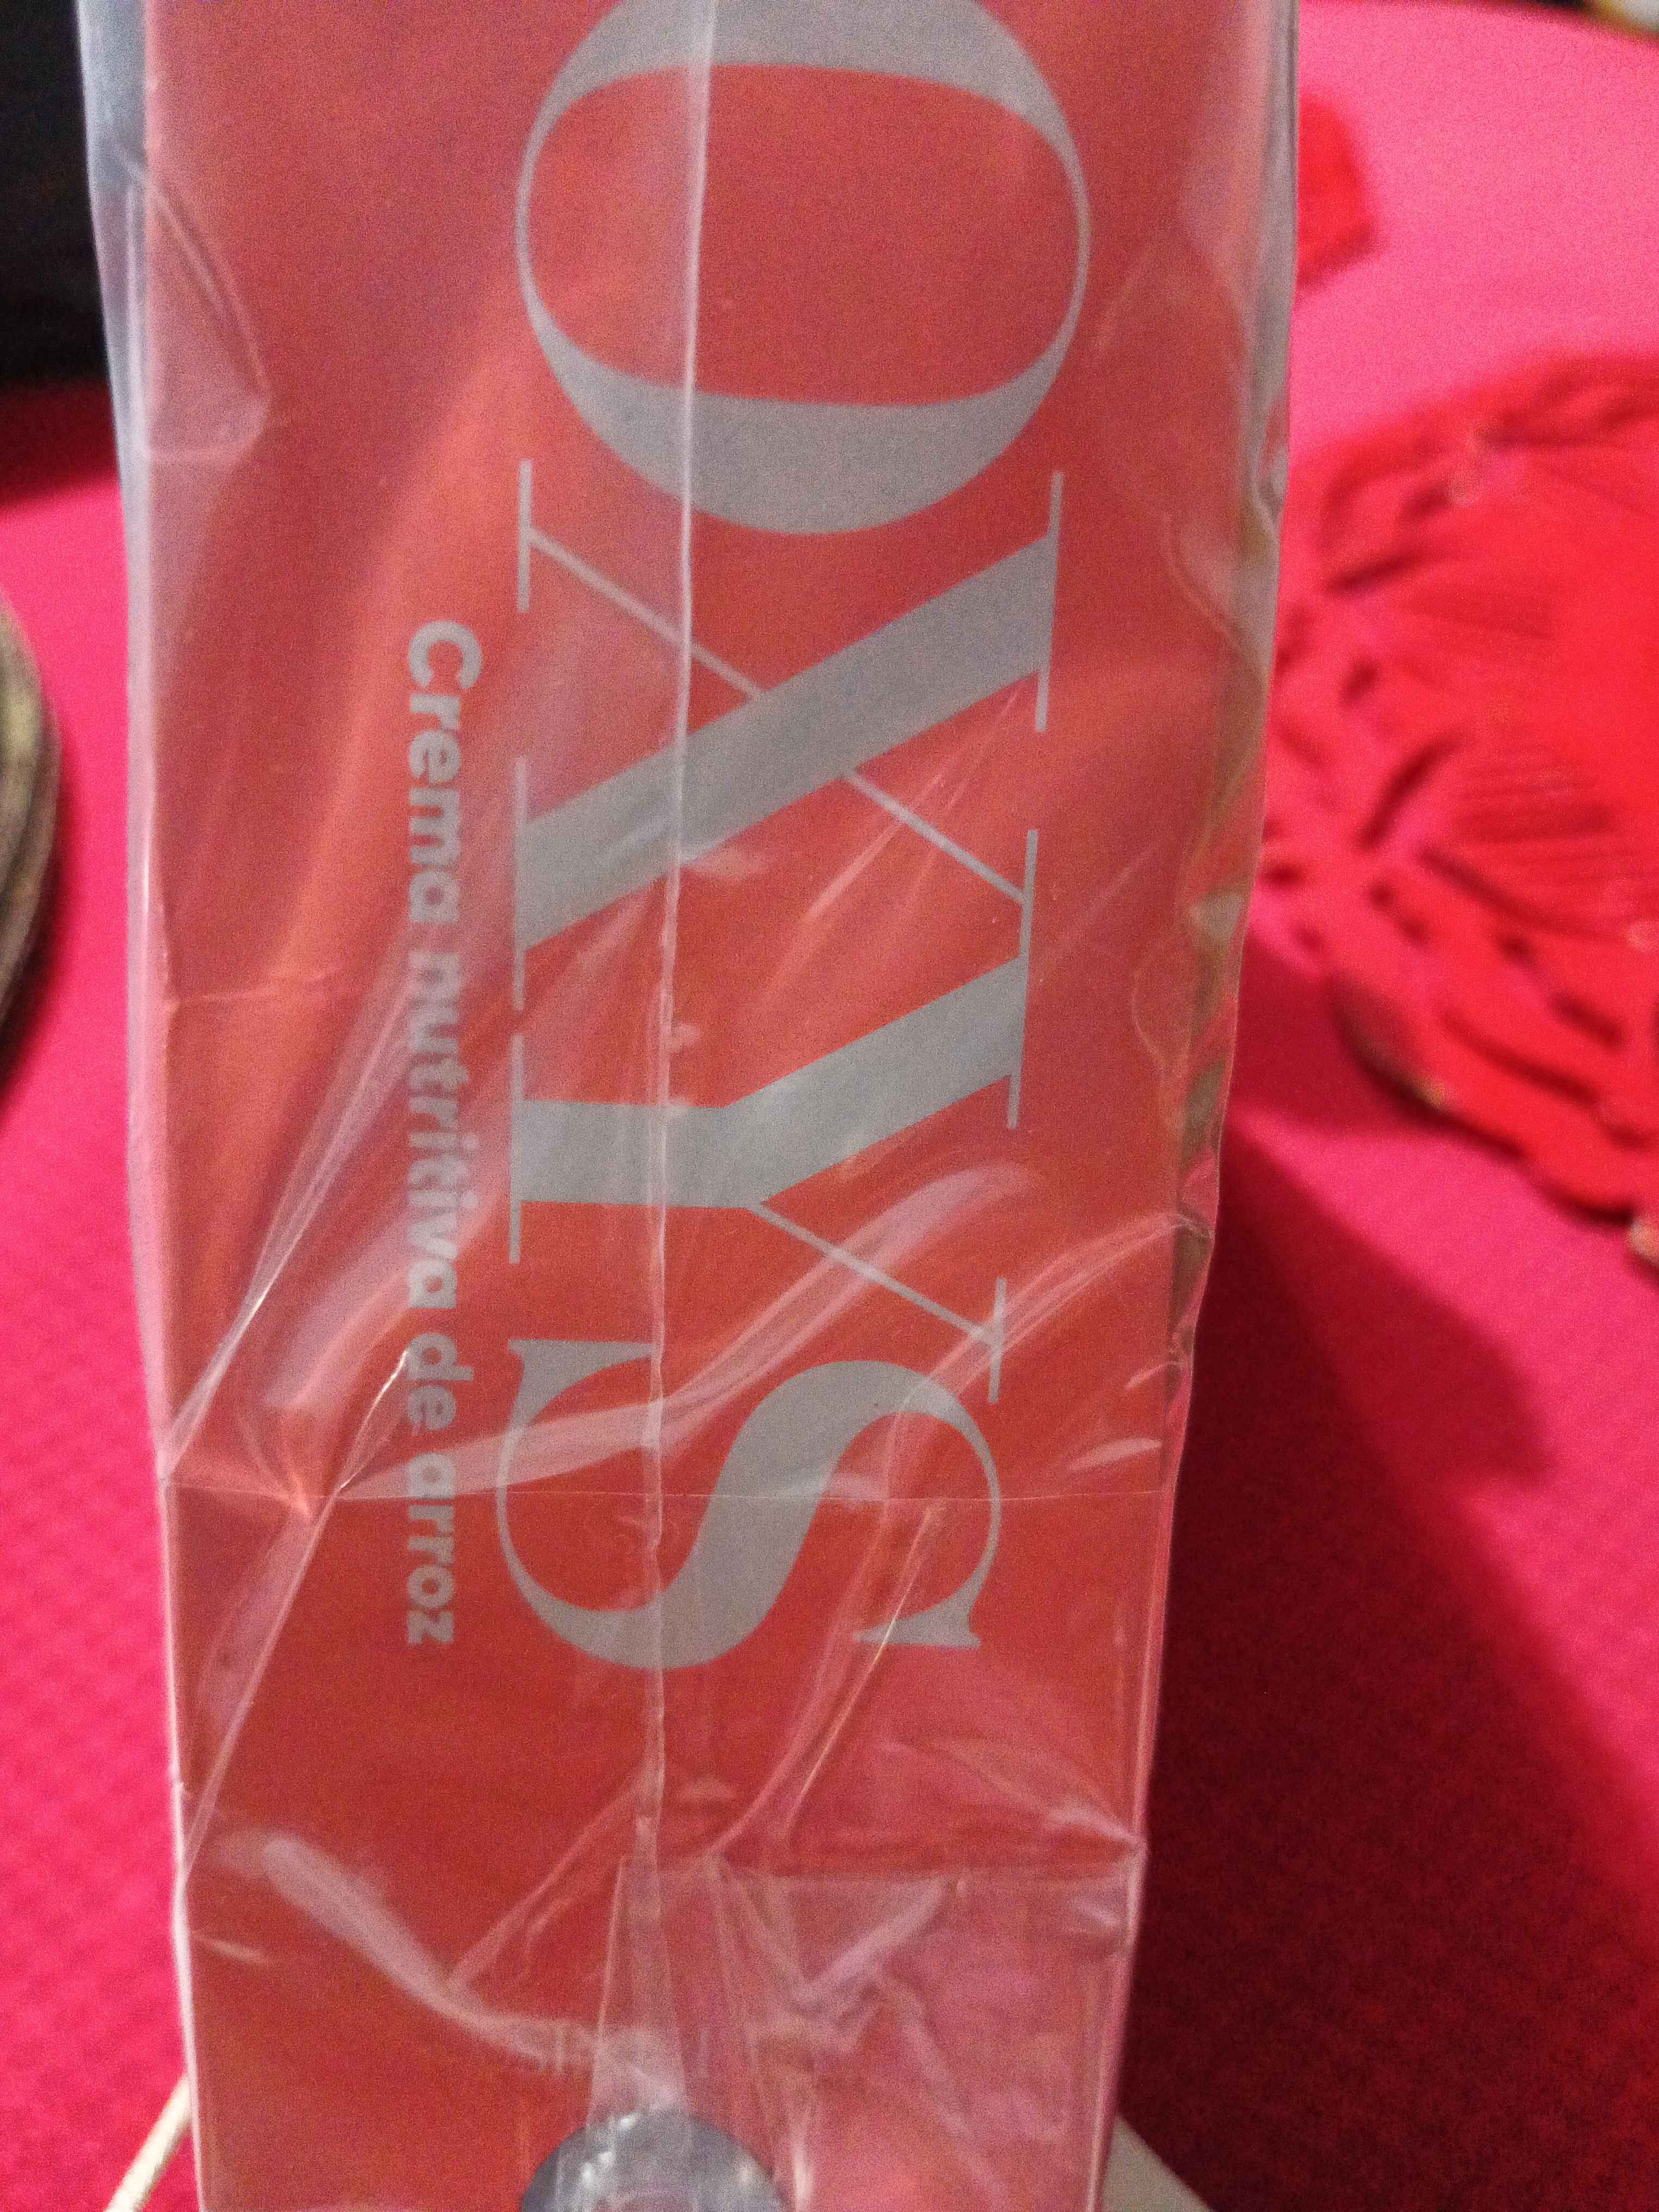 OXYS
Crema nutritiva de arroz